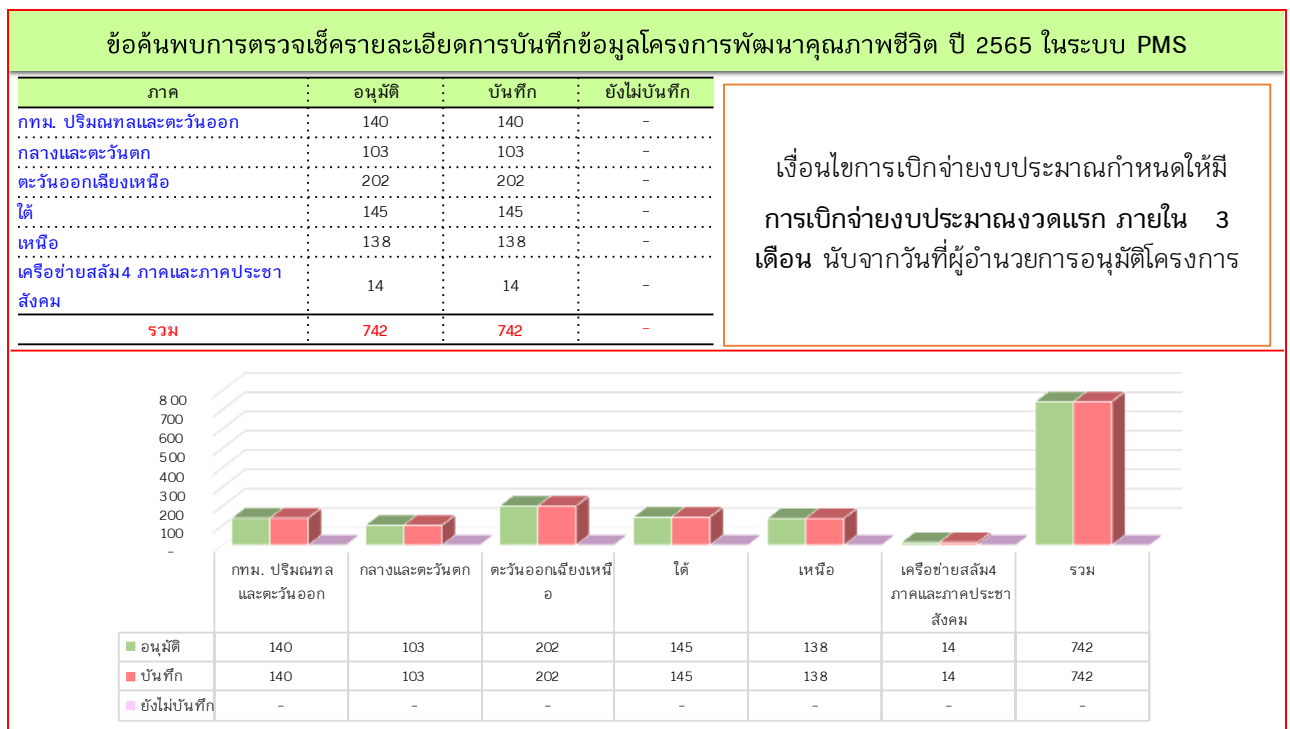 ข้อค้นพบการตรวจเช็ครายละเอียดการบันทึกข้อมูลโครงการพัฒนาคุณภาพชีวิต ปี 2565 ในระบบ PMS
ภาค อนุมัติ บันทึก ยังไม่บันทึก
กทม. ปริมณฑลและตะวันออก 140 140 -
กลางและตะวันตก 103 103 -
ตะวันออกเฉียงเหนือ 202 202 -
ใต้ 145 145 -
เหนือ 138 138 -
เครือข่ายสลัม4 ภาคและภาคประชา
สังคม 14 14 -
รวม 742 742 -
เงื่อนไขการเบิกจ่ายงบประมาณกำหนดให้มี
การเบิกจ่ายงบประมาณงวดแรก ภายใน 3
เดือน นับจากวันที่ผู้อำนวยการอนุมัติโครงการ
800
700
600
500
400
300
200
100
-
กทม. ปริมณฑล กลางและตะวันตก ตะวันออกเฉียงเหนื ใต้ เหนือ เครือข่ายสลัม4 รวม
และตะวันออก อ ภาคและภาคประชา
สังคม
อนุมัติ 140 103 202 145 138 14 742
บันทึก 140 103 202 145 138 14 742
ยังไม่บันทึก - - - - - - -